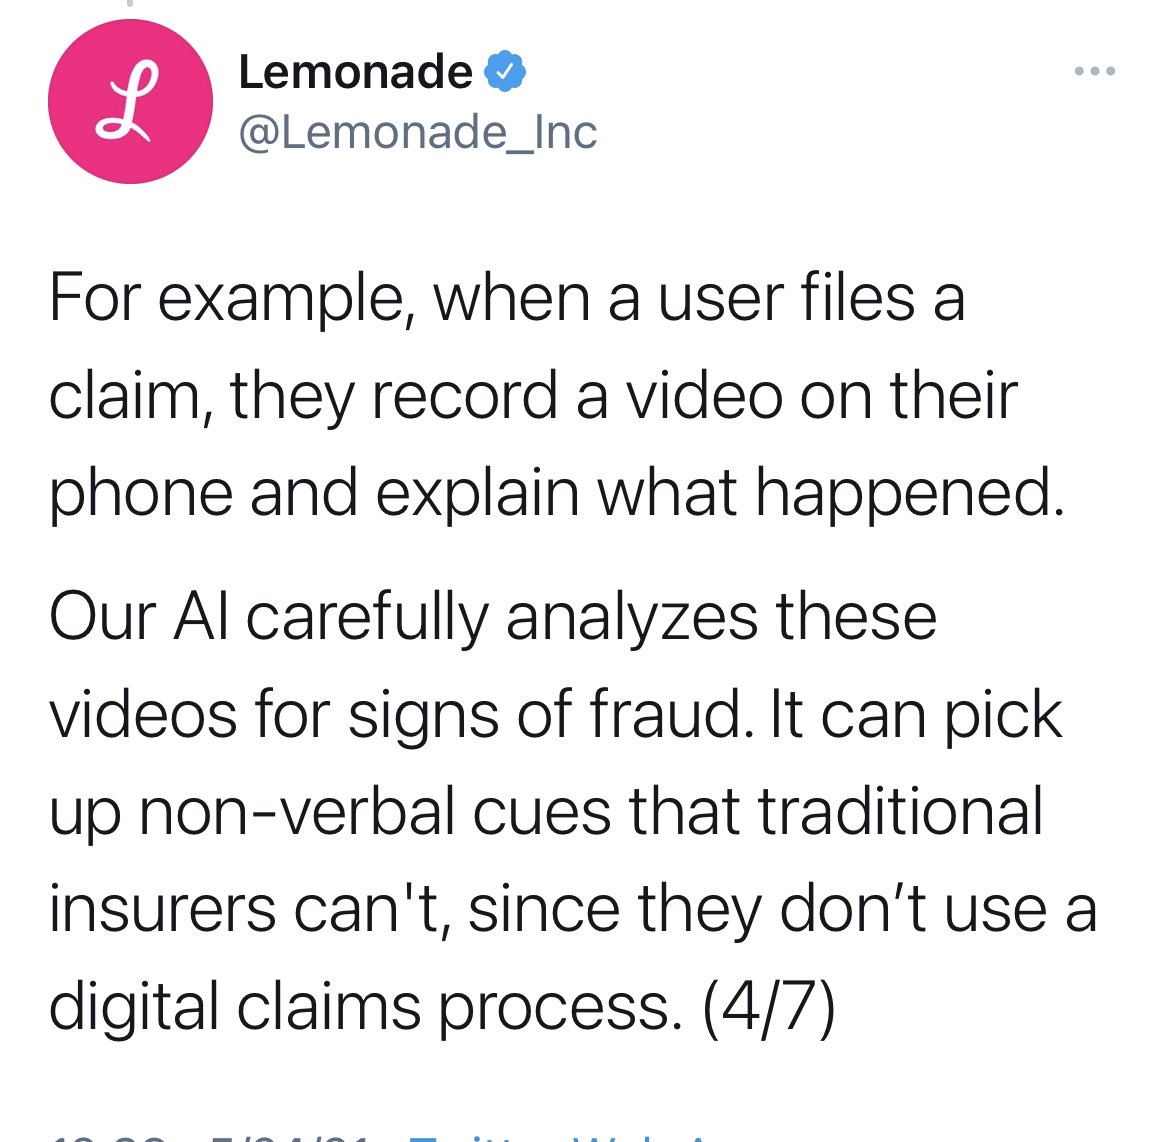 Lemonade
@Lemonade_Inc
For example, when a user files a
claim, they record a video on their
phone and explain what happened.
Our AI carefully analyzes these
videos for signs of fraud. It can pick
up non-verbal cues that traditional
insurers can't, since they don’t use a
digital claims process. (4/7)